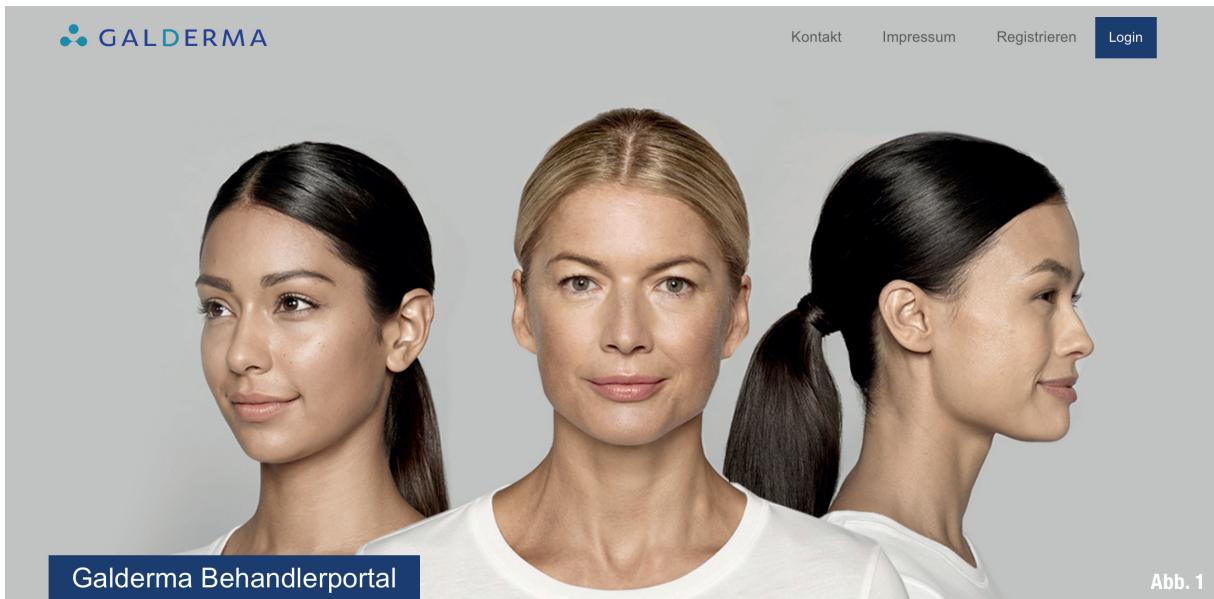 GALDERMA
Kontakt Impressum Registrieren Login
Galderma Behandlerportal
Abb. 1